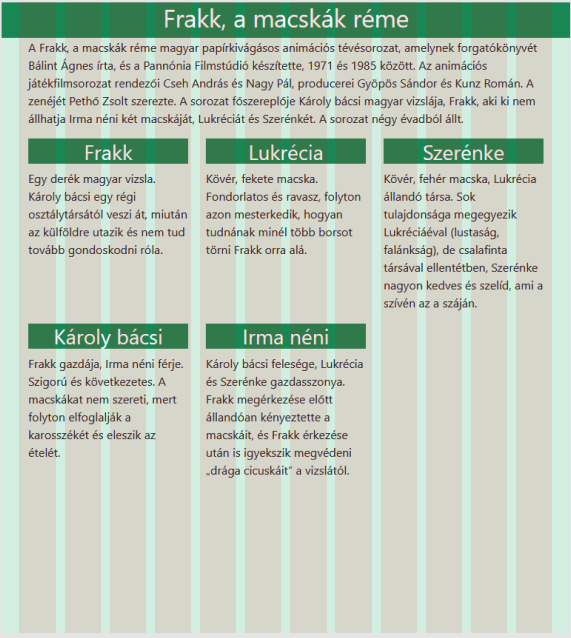 Frakk, a macskák réme
A Frakk, a macskák réme magyar papírkivágásos animációs tévésorozat, amelynek forgatókönyvét
Bálint Ágnes írta, és a Pannónia Filmstúdió készítette, 1971 és 1985 között. Az animációs
játékfilmsorozat rendezői Cseh András és Nagy Pál, producerei Gyöpös Sándor és Kunz Román. A
zenéjét Pethő Zsolt szerezte. A sorozat főszereplője Károly bácsi magyar vizslája, Frakk, aki ki nem
állhatja Irma néni két macskáját, Lukréciát és Szerénkét. A sorozat négy évadból állt.
Frakk
Egy derék magyar vizsla.
Károly bácsi egy régi
osztálytársától veszi át, miután
az külföldre utazik és nem tud
tovább gondoskodni róla.
Lukrécia
Kövér, fekete macska.
Fondorlatos és ravasz, folyton
azon mesterkedik, hogyan
tudnának minél több borsot
törni Frakk orra alá.
Szerénke
Kövér, fehér macska, Lukrécia
állandó társa. Sok
tulajdonsága megegyezik
Lukréciáéval (lustaság,
falánkság), de csalafinta
társával ellentétben, Szerénke
nagyon kedves és szelíd, ami a
szívén az a száján.
Károly bácsi
Frakk gazdája, Irma néni férje.
Szigorú és következetes. A
macskákat nem szereti, mert
folyton elfoglalják a
karosszékét és eleszik az
ételét.
Irma néni
Károly bácsi felesége, Lukrécia
és Szerénke gazdasszonya.
Frakk megérkezése előtt
állandóan kényeztette a
macskáit, és Frakk érkezése
után is igyekszik megvédeni
„drága cicuskáit” a vizslától.